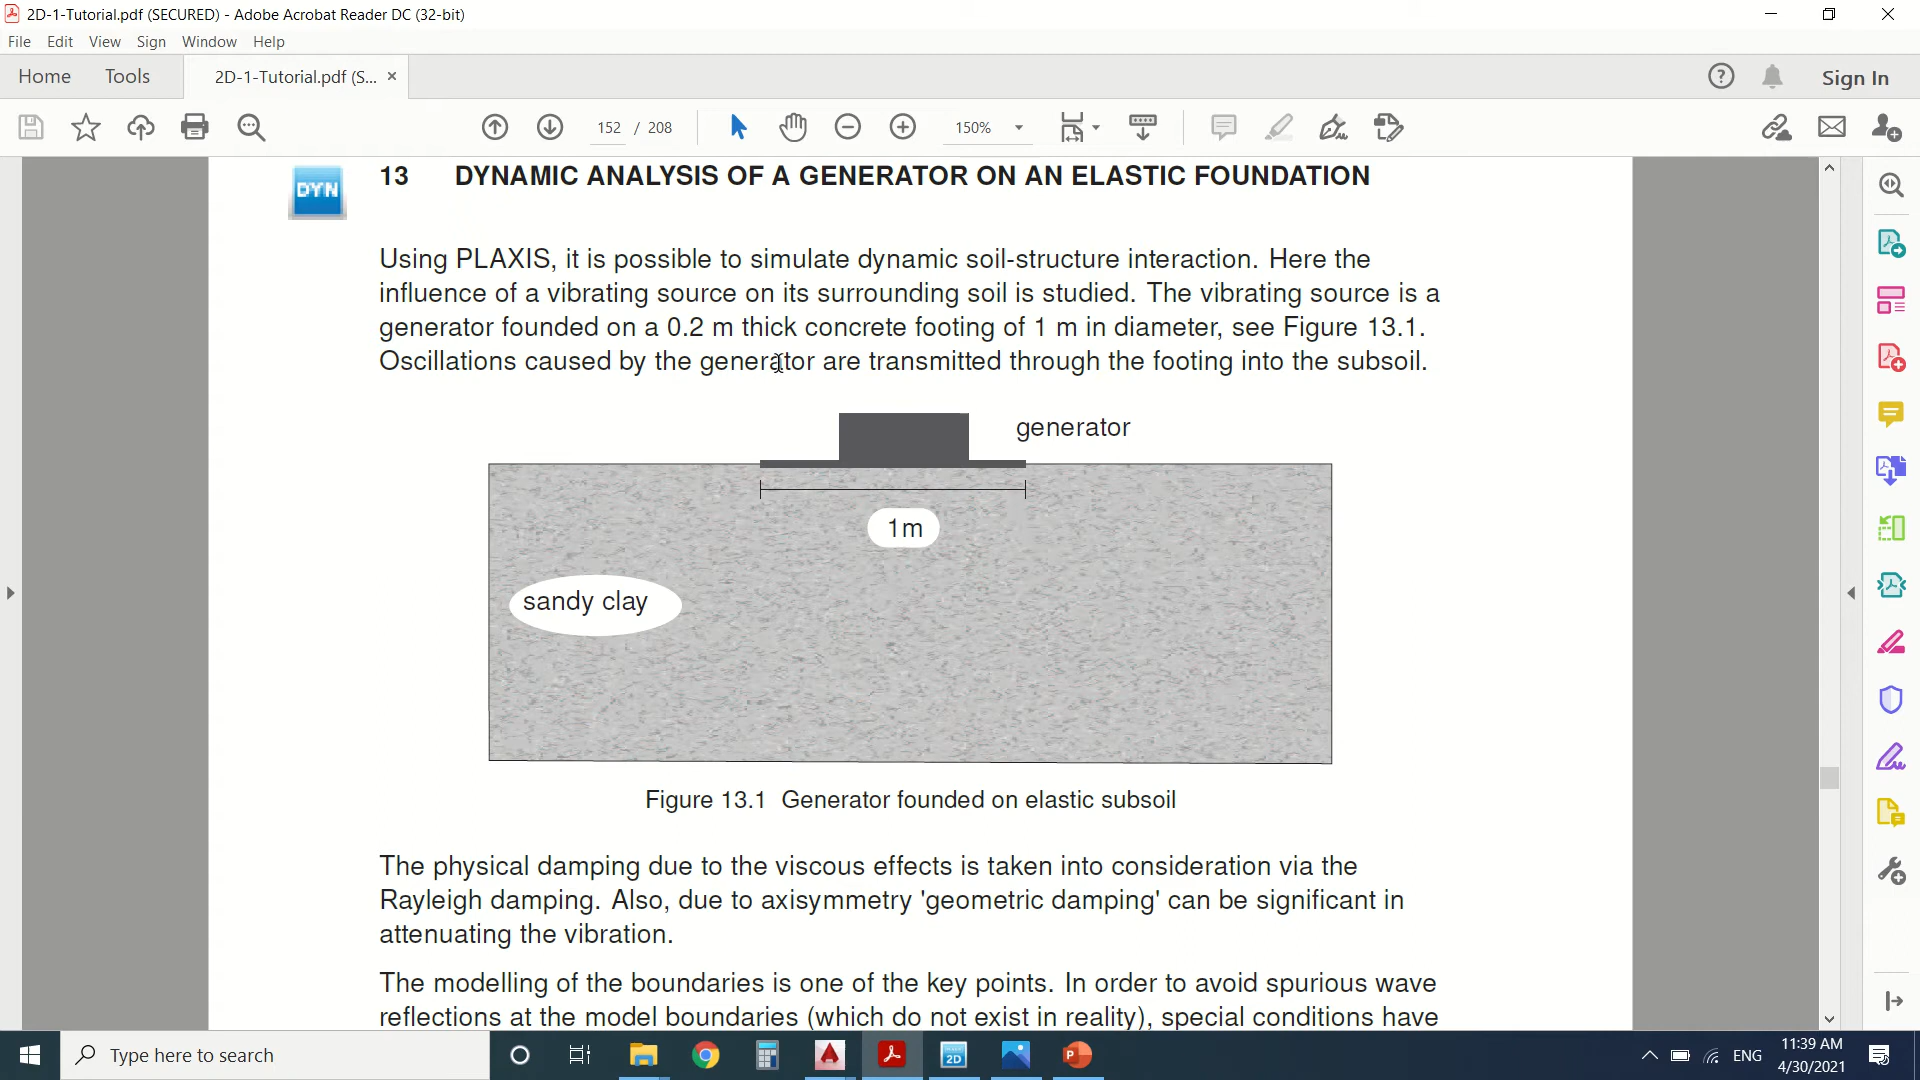 2D-1-Tutorial.pdf (SECURED) - Adobe Acrobat Reader DC (32-bit)
File Edit View Sign Window Help
Home Tools 2D-1-Tutorial.pdf (S... × Sign In
152 / 208 150%
DYN
13 DYNAMIC ANALYSIS OF A GENERATOR ON AN ELASTIC FOUNDATION
Using PLAXIS, it is possible to simulate dynamic soil-structure interaction. Here the
influence of a vibrating source on its surrounding soil is studied. The vibrating source is a
generator founded on a 0.2 m thick concrete footing of 1 m in diameter, see Figure 13.1.
Oscillations caused by the generator are transmitted through the footing into the subsoil.
generator
1m
sandy clay
Figure 13.1 Generator founded on elastic subsoil
The physical damping due to the viscous effects is taken into consideration via the
Rayleigh damping. Also, due to axisymmetry 'geometric damping' can be significant in
attenuating the vibration.
The modelling of the boundaries is one of the key points. In order to avoid spurious wave
reflections at the model boundaries (which do not exist in reality), special conditions have
Type here to search
2D
ENG
11:39 AM
4/30/2021